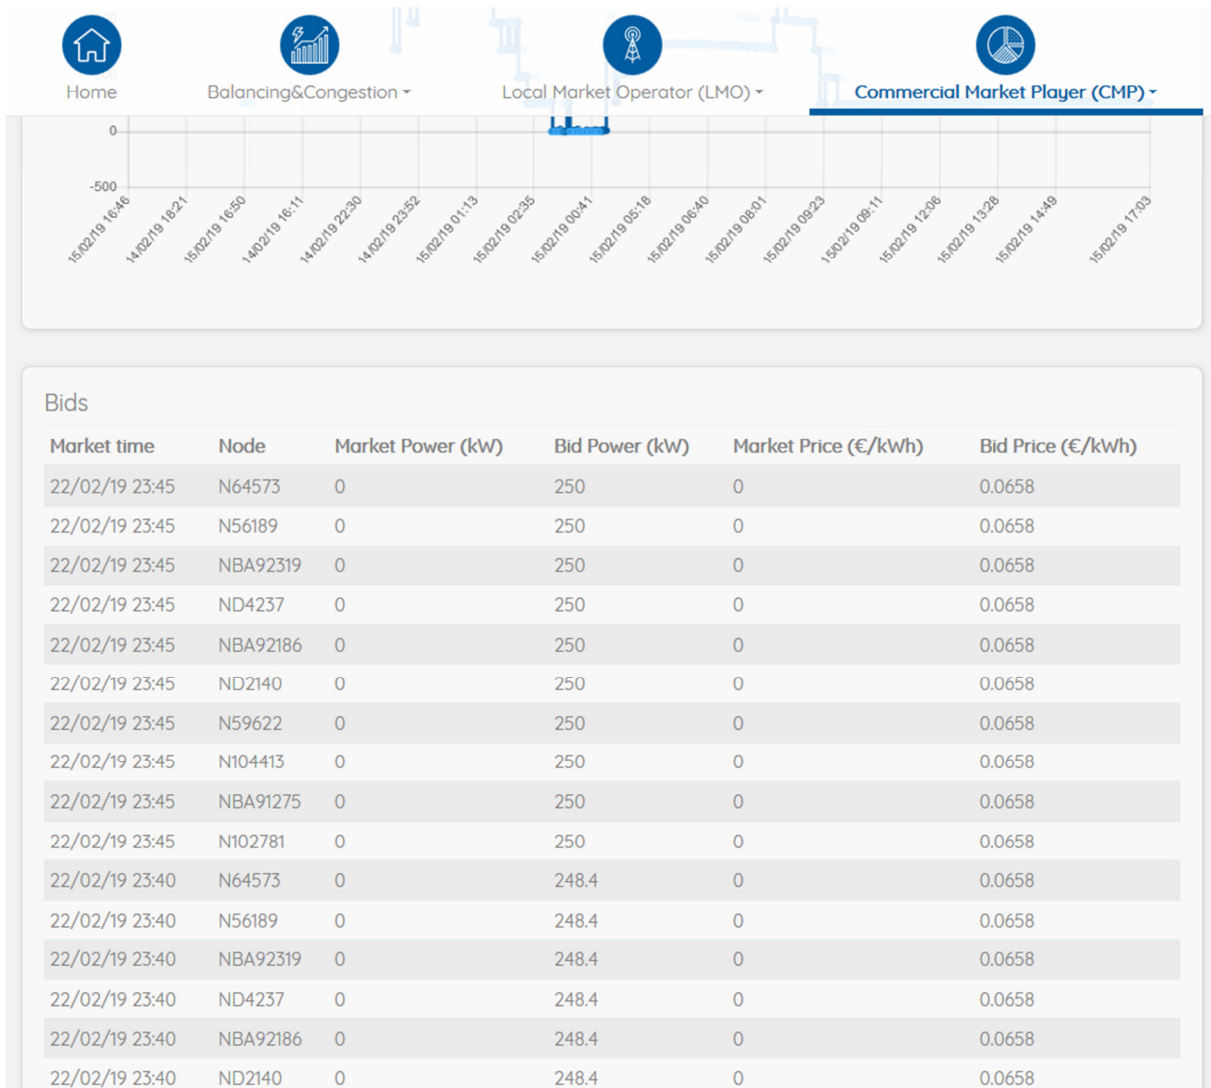 Home
Balancing&Congestion
Local Market Operator (LMO)
Commercial Market Player (CMP)
0
-500
15/02/19 16:46
14/02/19 18:21
15/02/19 16:50
14/02/19 16:11
14/02/19 22:30
14/02/19 23:52
15/02/19 01:13
15/02/19 02:35
15/02/19 00:41
15/02/19 05:18
15/02/19 06:40
15/02/19 08:01
15/02/19 09:23
15/02/19 09:11
15/02/19 12:06
15/02/19 13:28
15/02/19 14:49
15/02/19 17:03
Bids
Market time Node Market Power (kW) Bid Power (kW) Market Price (€/kWh) Bid Price (€/kWh)
22/02/19 23:45 N64573 0 250 0 0.0658
22/02/19 23:45 N56189 0 250 0 0.0658
22/02/19 23:45 NBA92319 0 250 0 0.0658
22/02/19 23:45 ND4237 0 250 0 0.0658
22/02/19 23:45 NBA92186 0 250 0 0.0658
22/02/19 23:45 ND2140 0 250 0 0.0658
22/02/19 23:45 N59622 0 250 0 0.0658
22/02/19 23:45 N104413 0 250 0 0.0658
22/02/19 23:45 NBA91275 0 250 0 0.0658
22/02/19 23:45 N102781 0 250 0 0.0658
22/02/19 23:40 N64573 0 248.4 0 0.0658
22/02/19 23:40 N56189 0 248.4 0 0.0658
22/02/19 23:40 NBA92319 0 248.4 0 0.0658
22/02/19 23:40 ND4237 0 248.4 0 0.0658
22/02/19 23:40 NBA92186 0 248.4 0 0.0658
22/02/19 23:40 ND2140 0 248.4 0 0.0658